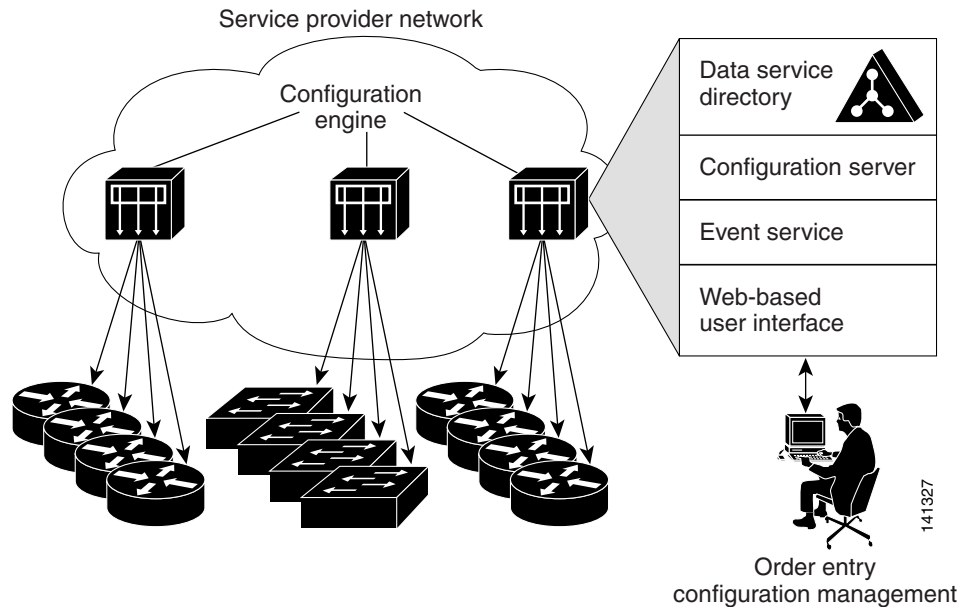 Service provider network
Configuration
engine
Data service
directory
Configuration server
Event service
Web-based
user interface
141327
Order entry
configuration management